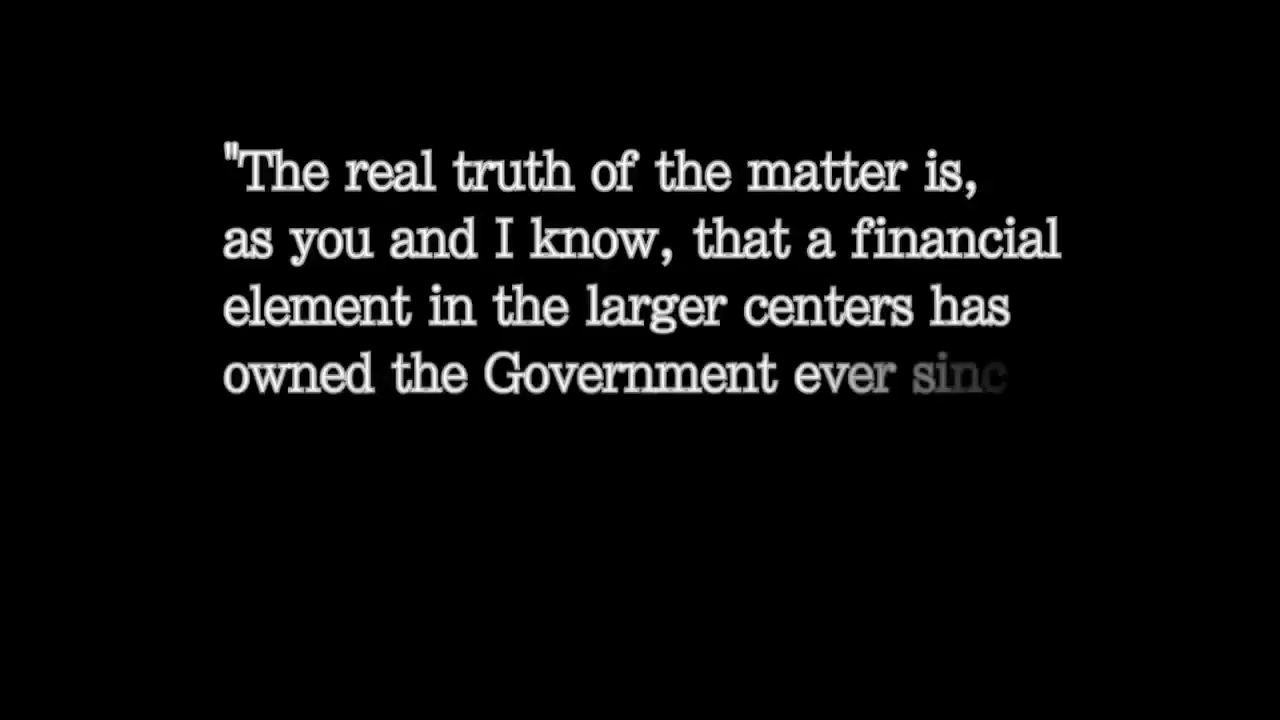 "The real truth of the matter is,
as you and I know, that a financial
element in the larger centers has
owned the Government ever sinc